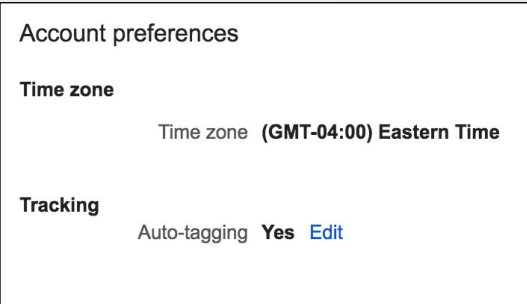 Account preferences
Time zone
Time zone (GMT-04:00) Eastern Time
Tracking
Auto-tagging Yes Edit